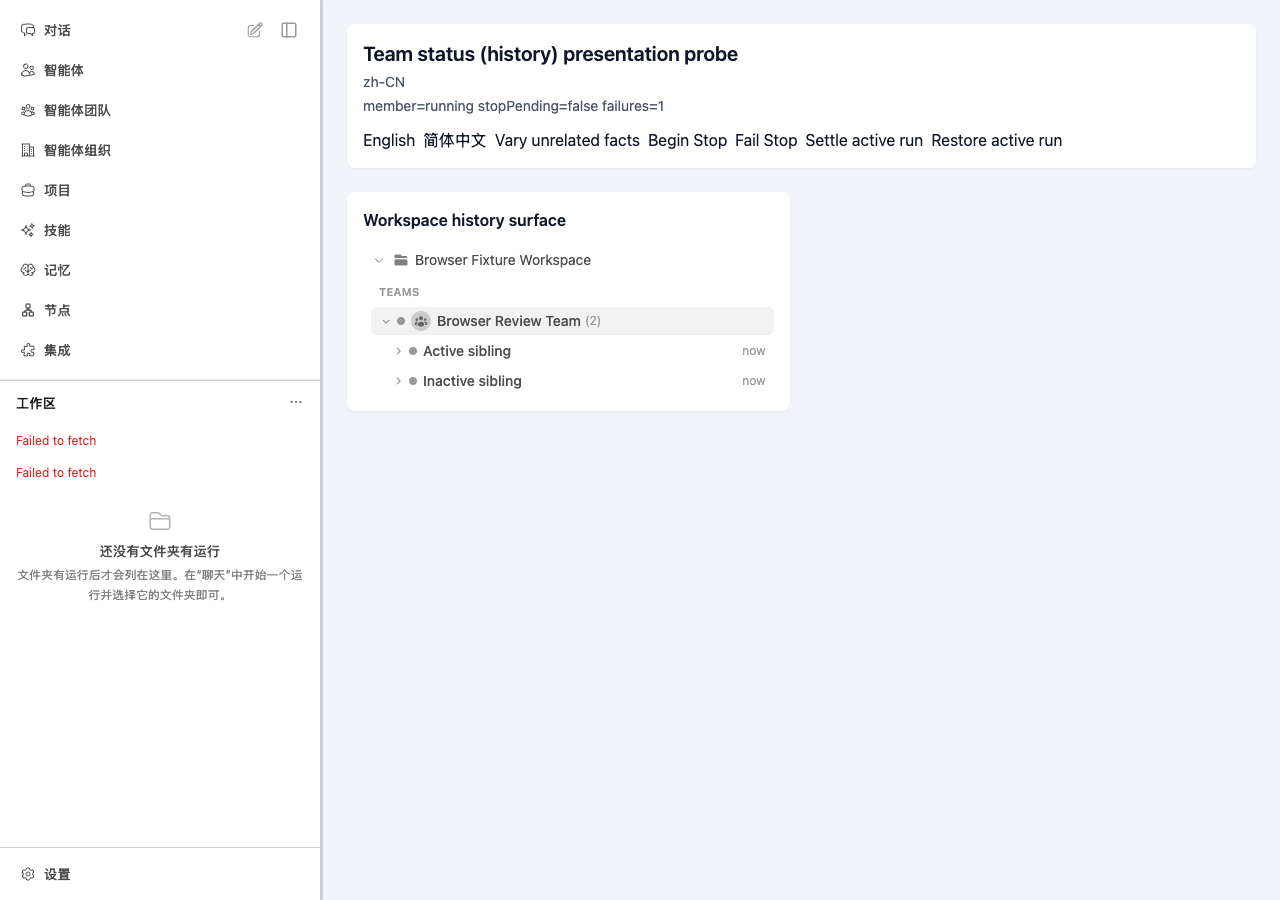 对话
智能体
智能体团队
智能体组织
项目
技能
记忆
节点
集成
工作区
Failed to fetch
Failed to fetch
还没有文件夹有运行
文件夹有运行后才会列在这里。在“聊天”中开始一个运
行并选择它的文件夹即可。
设置
Team status (history) presentation probe
zh-CN
member=running stopPending=false failures=1
English 简体中文 Vary unrelated facts Begin Stop Fail Stop Settle active run Restore active run
Workspace history surface
Browser Fixture Workspace
TEAMS
Browser Review Team (2)
Active sibling now
Inactive sibling now